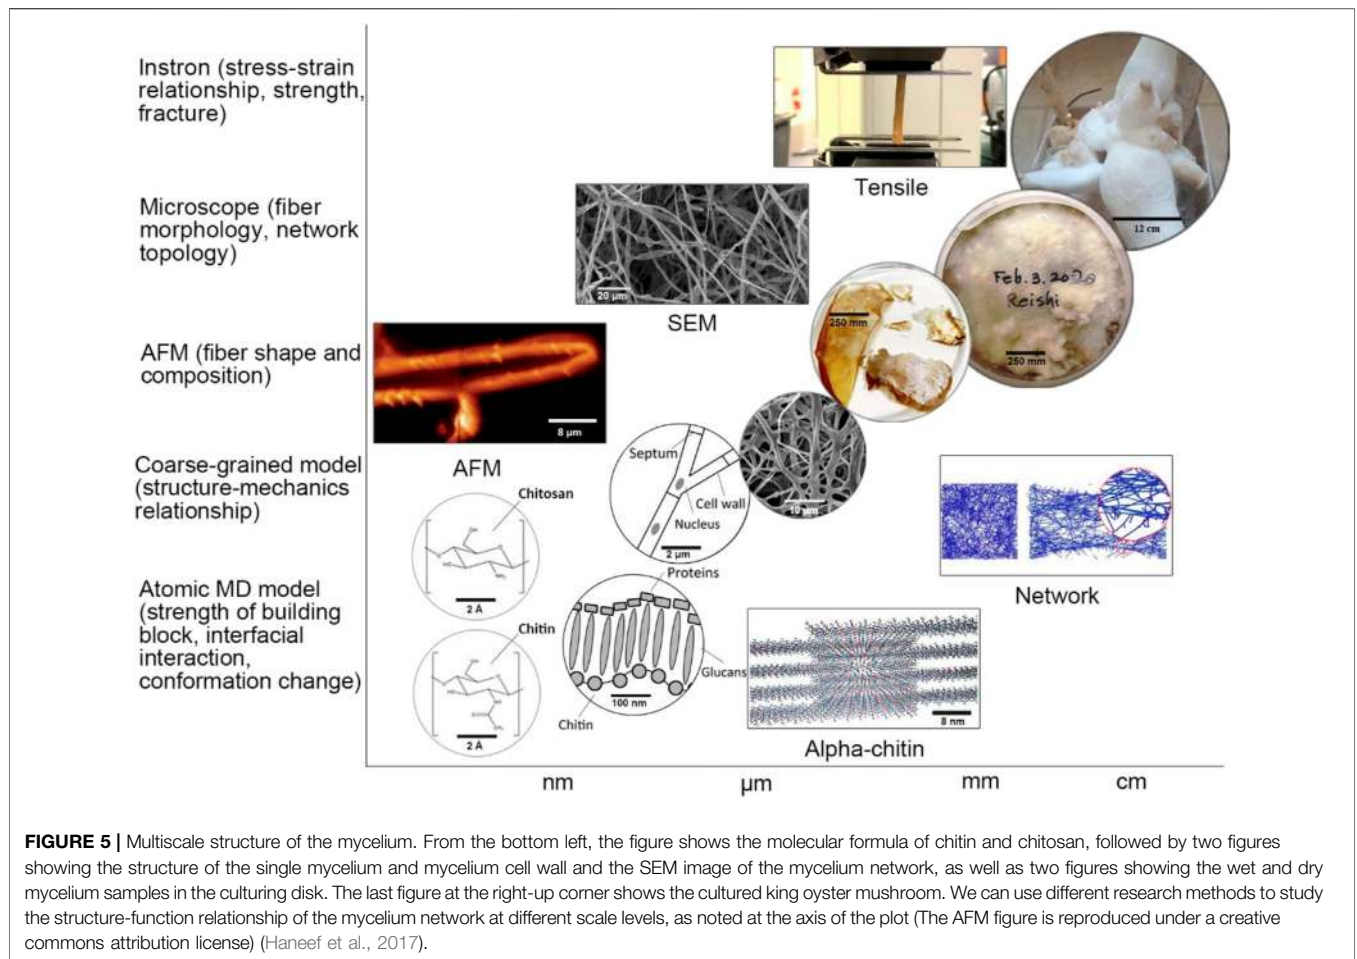 Instron (stress-strain
relationship, strength,
fracture)
Tensile
12 cm
Microscope (fiber
morphology, network
topology)
20 μm
SEM
Feb. 3. 2020
Reishi
250 mm
250 mm
AFM (fiber shape and
composition)
8 μm
AFM
Coarse-grained model
(structure-mechanics
relationship)
Chitosan
2 Å
Septum
Cell wall
Nucleus
2 μm
10 μm
Network
Atomic MD model
(strength of building
block, interfacial
interaction,
conformation change)
Chitin
2 Å
Proteins
Glucans
100 nm
Chitin
8 nm
Alpha-chitin
nm
μm
mm
cm
FIGURE 5 | Multiscale structure of the mycelium. From the bottom left, the figure shows the molecular formula of chitin and chitosan, followed by two figures
showing the structure of the single mycelium and mycelium cell wall and the SEM image of the mycelium network, as well as two figures showing the wet and dry
mycelium samples in the culturing disk. The last figure at the right-up corner shows the cultured king oyster mushroom. We can use different research methods to study
the structure-function relationship of the mycelium network at different scale levels, as noted at the axis of the plot (The AFM figure is reproduced under a creative
commons attribution license) (Haneef et al., 2017).